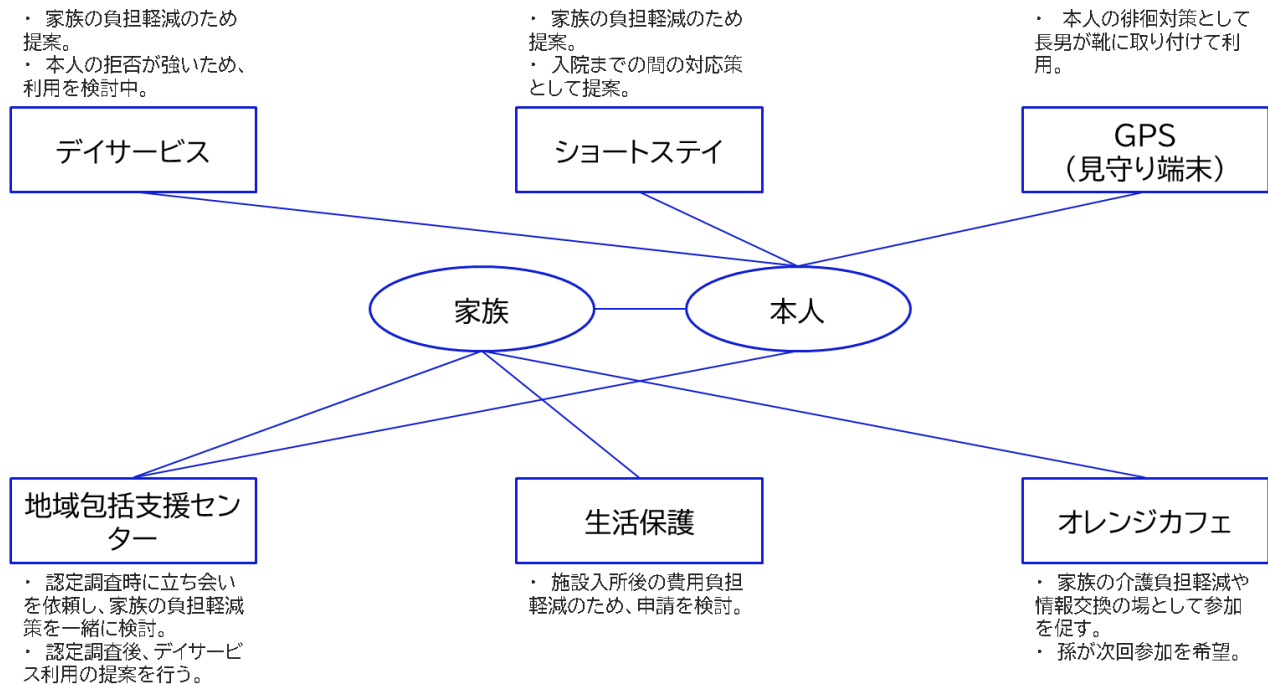 ・ 家族の負担軽減のため
提案。
・ 本人の拒否が強いため、
利用を検討中。
デイサービス
・ 家族の負担軽減のため
提案。
・ 入院までの間の対応策
として提案。
ショートステイ
・ 本人の徘徊対策として
長男が靴に取り付けて利
用。
GPS
（見守り端末）
家族
本人
地域包括支援セン
ター
・ 認定調査時に立ち会い
を依頼し、家族の負担軽減
策を一緒に検討。
・ 認定調査後、デイサービ
ス利用の提案を行う。
生活保護
・ 施設入所後の費用負担
軽減のため、申請を検討。
オレンジカフェ
・ 家族の介護負担軽減や
情報交換の場として参加
を促す。
・ 孫が次回参加を希望。